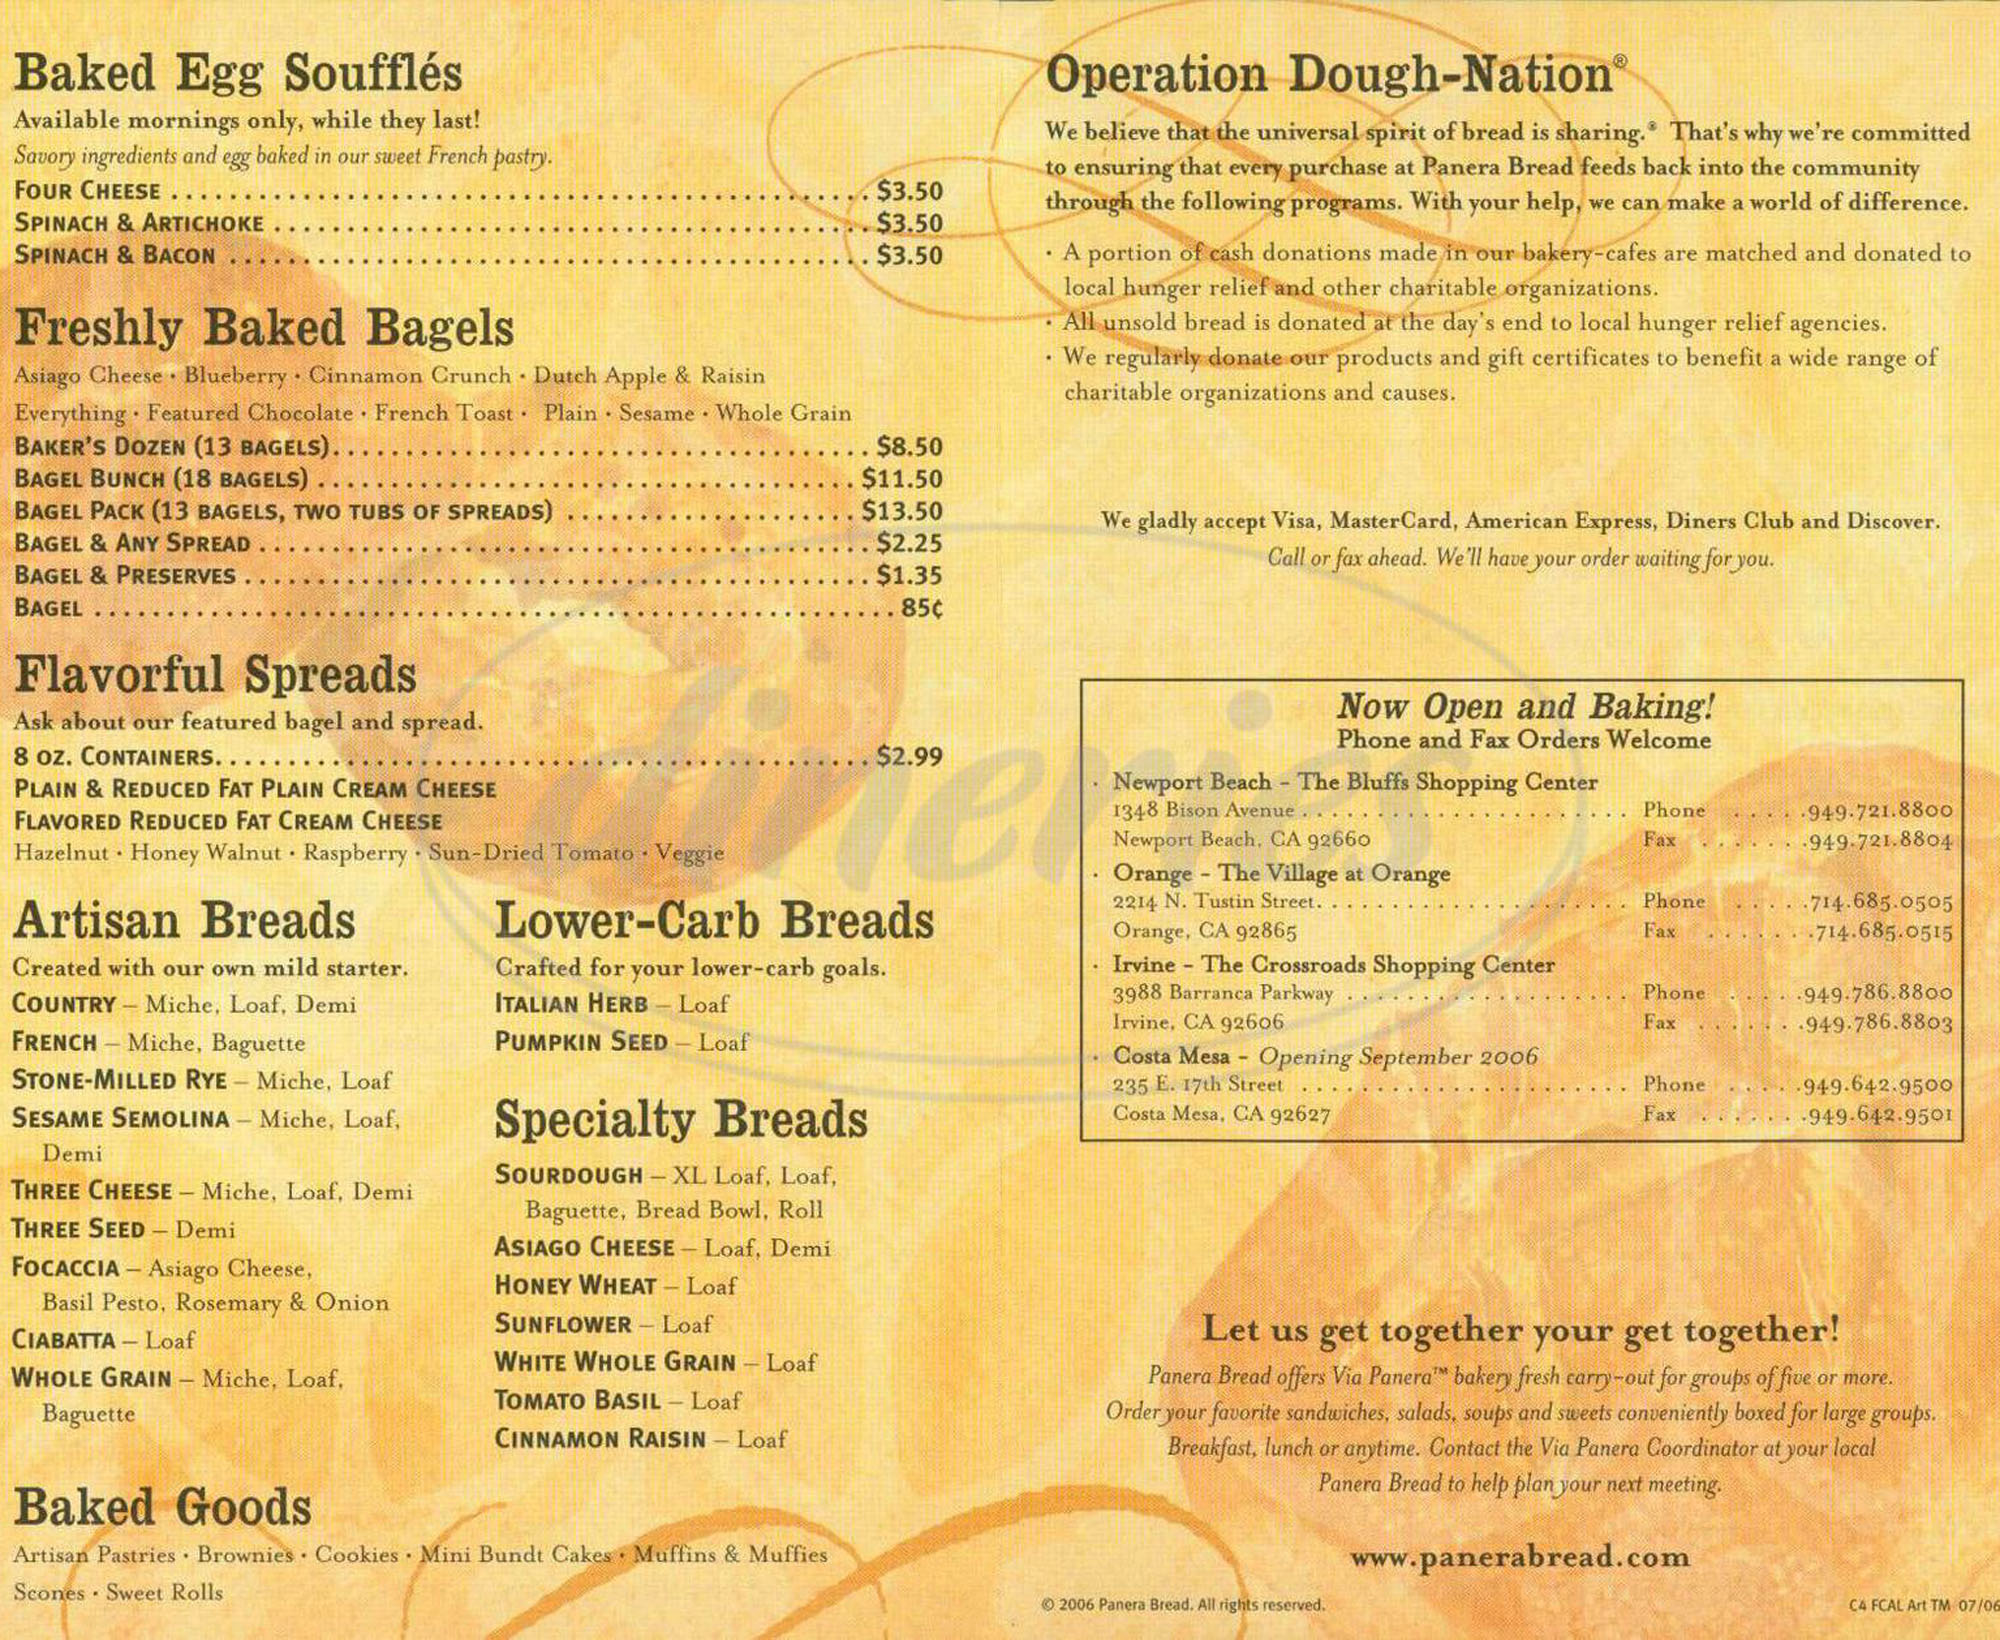 Baked Egg Soufflés
Available mornings only, while they last!
Savory ingredients and egg baked in our sweet French pastry.
FOUR CHEESE . . . . . . . . . . $3.50
SPINACH & ARTICHOKE . . . . . . . . . . $3.50
SPINACH & BACON . . . . . . . . . . $3.50
Freshly Baked Bagels
Asiago Cheese • Blueberry • Cinnamon Crunch • Dutch Apple & Raisin
Everything • Featured Chocolate • French Toast • Plain • Sesame • Whole Grain
BAKER'S DOZEN (13 BAGELS). . . . . . . . . . $8.50
BAGEL BUNCH (18 BAGELS) . . . . . . . . . . $11.50
BAGEL PACK (13 BAGELS, TWO TUBS OF SPREADS) . . . . . . . . . . $13.50
BAGEL & ANY SPREAD . . . . . . . . . . $2.25
BAGEL & PRESERVES . . . . . . . . . . $1.35
BAGEL . . . . . . . . . . 85¢
Flavorful Spreads
Ask about our featured bagel and spread.
8 OZ. CONTAINERS. . . . . . . . . . $2.99
PLAIN & REDUCED FAT PLAIN CREAM CHEESE
FLAVORED REDUCED FAT CREAM CHEESE
Hazelnut • Honey Walnut • Raspberry • Sun-Dried Tomato • Veggie
Artisan Breads
Created with our own mild starter.
COUNTRY – Miche, Loaf, Demi
FRENCH – Miche, Baguette
STONE-MILLED RYE – Miche, Loaf
SESAME SEMOLINA – Miche, Loaf,
Demi
THREE CHEESE – Miche, Loaf, Demi
THREE SEED – Demi
FOCACCIA – Asiago Cheese,
Basil Pesto, Rosemary & Onion
CIABATTA – Loaf
WHOLE GRAIN – Miche, Loaf,
Baguette
Lower-Carb Breads
Crafted for your lower-carb goals.
ITALIAN HERB – Loaf
PUMPKIN SEED – Loaf
Specialty Breads
SOURDOUGH – XL Loaf, Loaf,
Baguette, Bread Bowl, Roll
ASIAGO CHEESE – Loaf, Demi
HONEY WHEAT – Loaf
SUNFLOWER – Loaf
WHITE WHOLE GRAIN – Loaf
TOMATO BASIL – Loaf
CINNAMON RAISIN – Loaf
Baked Goods
Artisan Pastries • Brownies • Cookies • Mini Bundt Cakes • Muffins & Muffies
Scones • Sweet Rolls
Operation Dough-Nation®
We believe that the universal spirit of bread is sharing.® That's why we're committed
to ensuring that every purchase at Panera Bread feeds back into the community
through the following programs. With your help, we can make a world of difference.
• A portion of cash donations made in our bakery-cafes are matched and donated to
local hunger relief and other charitable organizations.
• All unsold bread is donated at the day's end to local hunger relief agencies.
• We regularly donate our products and gift certificates to benefit a wide range of
charitable organizations and causes.
We gladly accept Visa, MasterCard, American Express, Diners Club and Discover.
Call or fax ahead. We'll have your order waiting for you.
dineries
Now Open and Baking!
Phone and Fax Orders Welcome
• Newport Beach - The Bluffs Shopping Center
1348 Bison Avenue . . . . . . . . . . Phone . . . . .949.721.8800
Newport Beach, CA 92660 Fax . . . . . . .949.721.8804
• Orange - The Village at Orange
2214 N. Tustin Street. . . . . . . . . . Phone . . . . .714.685.0505
Orange, CA 92865 Fax . . . . . . .714.685.0515
• Irvine - The Crossroads Shopping Center
3988 Barranca Parkway . . . . . . . . . . Phone . . . . .949.786.8800
Irvine, CA 92606 Fax . . . . . . .949.786.8803
• Costa Mesa - Opening September 2006
235 E. 17th Street . . . . . . . . . . Phone . . . . .949.642.9500
Costa Mesa, CA 92627 Fax . . . . . . .949.642.9501
Let us get together your get together!
Panera Bread offers Via Panera™ bakery fresh carry-out for groups of five or more.
Order your favorite sandwiches, salads, soups and sweets conveniently boxed for large groups.
Breakfast, lunch or anytime. Contact the Via Panera Coordinator at your local
Panera Bread to help plan your next meeting.
www.panerabread.com
© 2006 Panera Bread. All rights reserved.
C4 FCAL Art TM 07/06